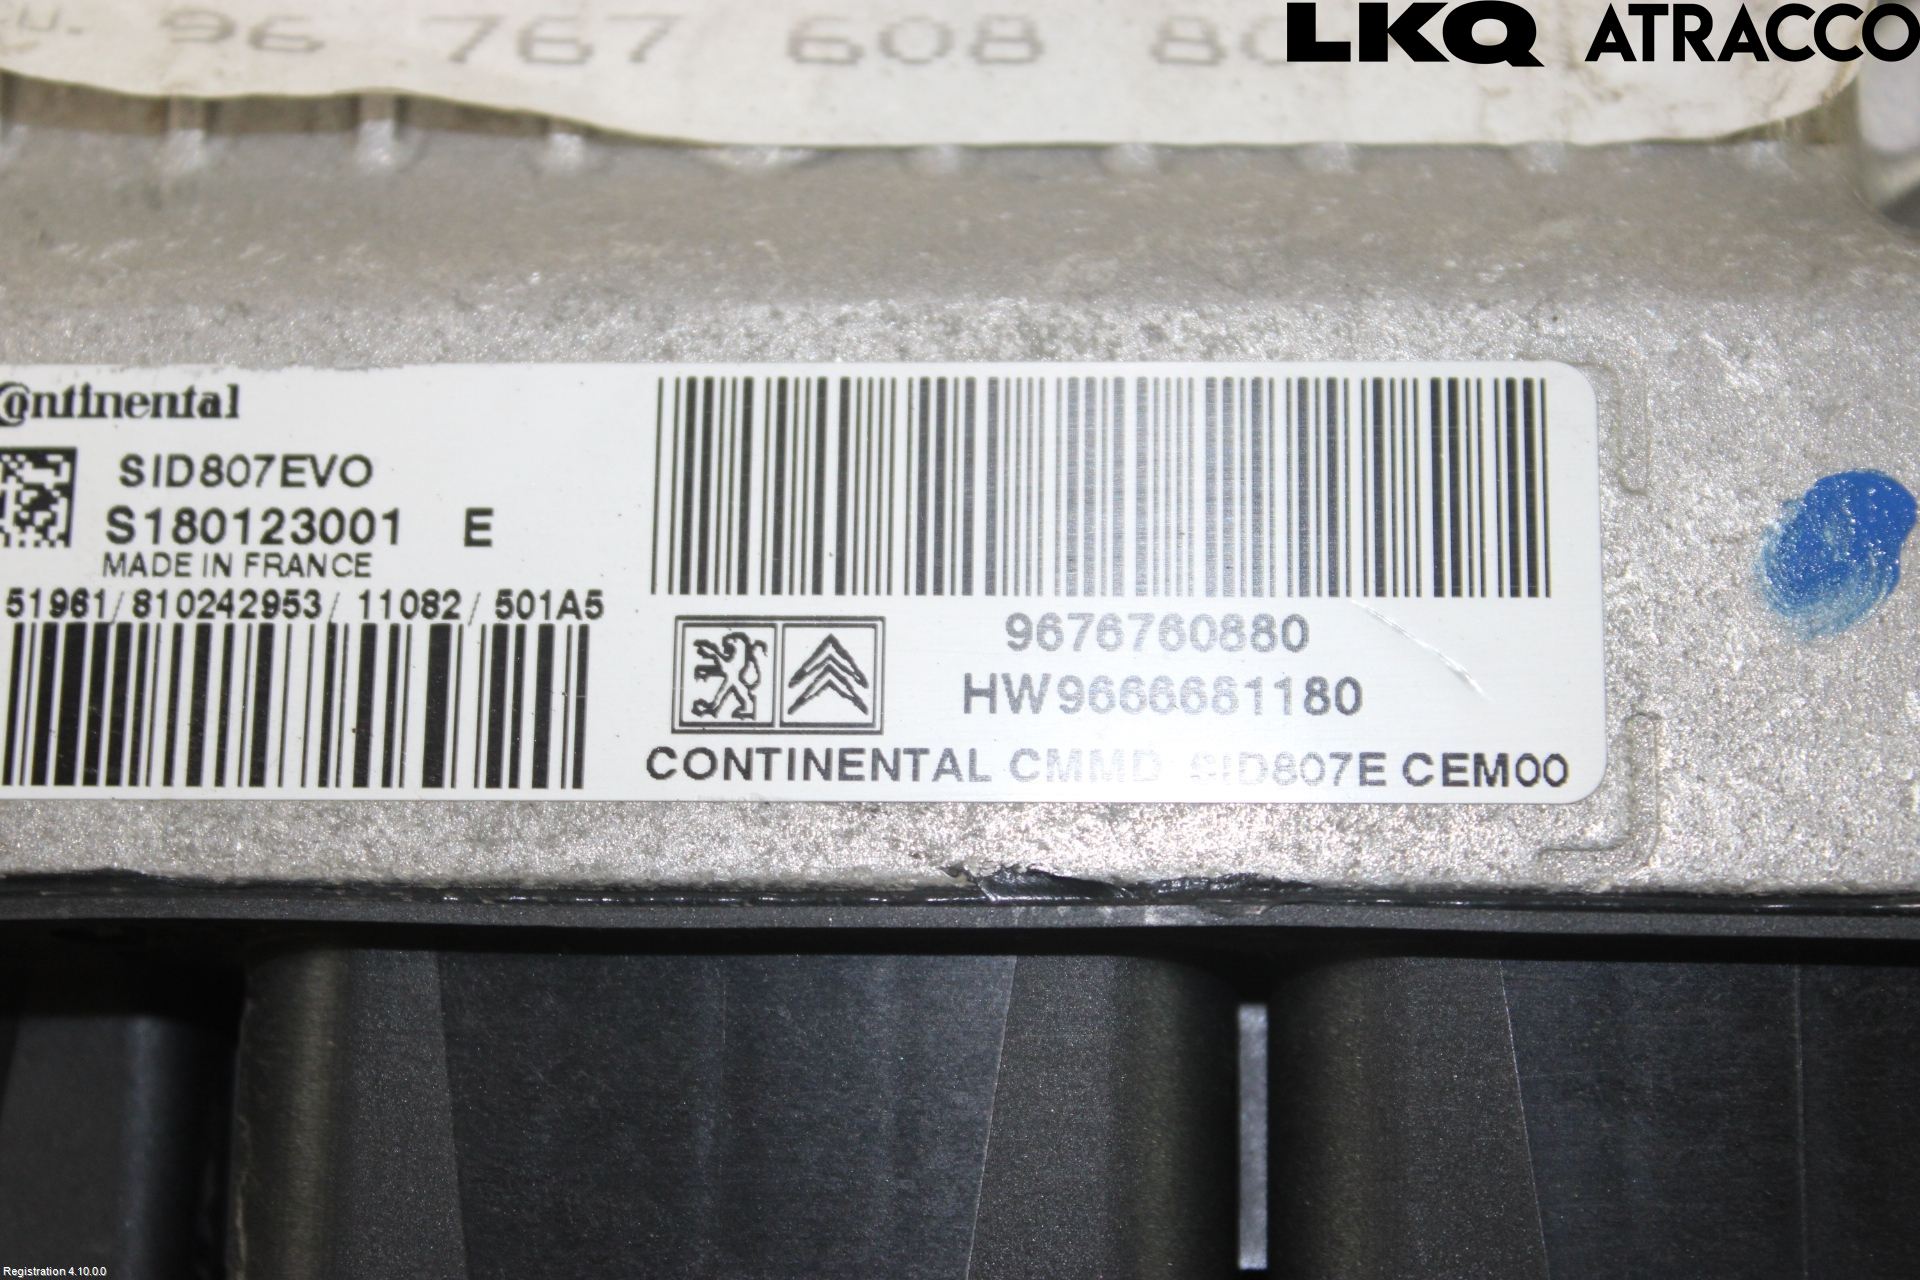 96 767 608 80
LKQ ATRACCO
Continental
SID807EVO
S180123001 E
MADE IN FRANCE
51961/810242953/11082/501A5
9676760880
HW9666681180
CONTINENTAL CMMD SID807E CEM00
Registration 4.10.0.0